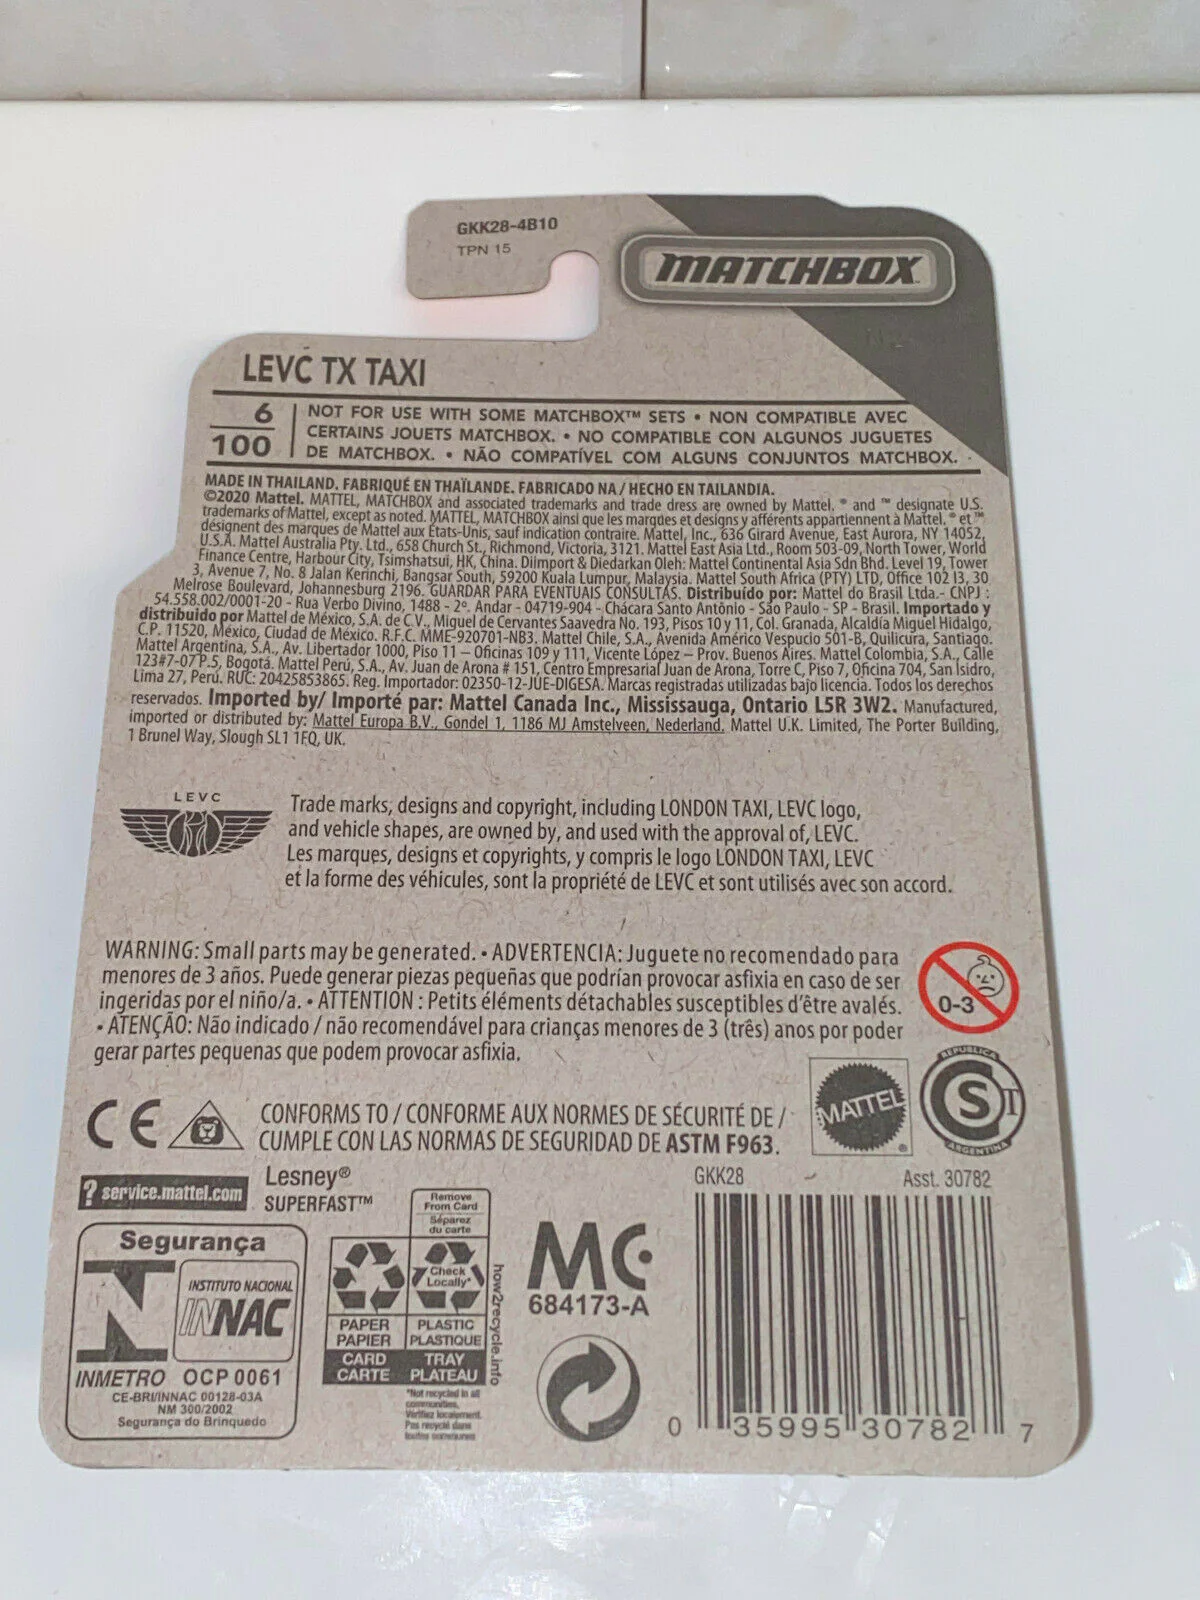 GKK28-4B10
TPN 15
MATCHBOX
LEVC TX TAXI
6
100
NOT FOR USE WITH SOME MATCHBOX™ SETS • NON COMPATIBLE AVEC
CERTAINS JOUETS MATCHBOX. • NO COMPATIBLE CON ALGUNOS JUGUETES
DE MATCHBOX. • NÃO COMPATÍVEL COM ALGUNS CONJUNTOS MATCHBOX.
MADE IN THAILAND. FABRIQUÉ EN THAÏLANDE. FABRICADO NA / HECHO EN TAILANDIA.
©2020 Mattel. MATTEL, MATCHBOX and associated trademarks and trade dress are owned by Mattel. ® and ™ designate U.S.
trademarks of Mattel, except as noted. MATTEL, MATCHBOX ainsi que les marques et designs y afférents appartiennent à Mattel. ® et ™
désignent des marques de Mattel aux États-Unis, sauf indication contraire. Mattel, Inc., 636 Girard Avenue, East Aurora, NY 14052,
U.S.A. Mattel Australia Pty. Ltd., 658 Church St., Richmond, Victoria, 3121. Mattel East Asia Ltd., Room 503-09, North Tower, World
Finance Centre, Harbour City, Tsimshatsui, HK, China. Diimport & Diedarkan Oleh: Mattel Continental Asia Sdn Bhd. Level 19, Tower
3, Avenue 7, No. 8 Jalan Kerinchi, Bangsar South, 59200 Kuala Lumpur, Malaysia. Mattel South Africa (PTY) LTD, Office 102 I3, 30
Melrose Boulevard, Johannesburg 2196. GUARDAR PARA EVENTUAIS CONSULTAS. Distribuído por: Mattel do Brasil Ltda.- CNPJ :
54.558.002/0001-20 - Rua Verbo Divino, 1488 - 2º. Andar - 04719-904 - Chácara Santo Antônio - São Paulo - SP - Brasil. Importado y
distribuido por Mattel de México, S.A. de C.V., Miguel de Cervantes Saavedra No. 193, Pisos 10 y 11, Col. Granada, Alcaldía Miguel Hidalgo,
C.P. 11520, México, Ciudad de México. R.F.C. MME-920701-NB3. Mattel Chile, S.A., Avenida Américo Vespucio 501-B, Quilicura, Santiago.
Mattel Argentina, S.A., Av. Libertador 1000, Piso 11 – Oficinas 109 y 111, Vicente López – Prov. Buenos Aires. Mattel Colombia, S.A., Calle
123#7-07 P.5, Bogotá. Mattel Perú, S.A., Av. Juan de Arona # 151, Centro Empresarial Juan de Arona, Torre C, Piso 7, Oficina 704, San Isidro,
Lima 27, Perú. RUC: 20425853865. Reg. Importador: 02350-12-JUE-DIGESA. Marcas registradas utilizadas bajo licencia. Todos los derechos
reservados. Imported by/ Importé par: Mattel Canada Inc., Mississauga, Ontario L5R 3W2. Manufactured,
imported or distributed by: Mattel Europa B.V., Gondel 1, 1186 MJ Amstelveen, Nederland. Mattel U.K. Limited, The Porter Building,
1 Brunel Way, Slough SL1 1FQ, UK.
LEVC
Trade marks, designs and copyright, including LONDON TAXI, LEVC logo,
and vehicle shapes, are owned by, and used with the approval of, LEVC.
Les marques, designs et copyrights, y compris le logo LONDON TAXI, LEVC
et la forme des véhicules, sont la propriété de LEVC et sont utilisés avec son accord.
WARNING: Small parts may be generated. • ADVERTENCIA: Juguete no recomendado para
menores de 3 años. Puede generar piezas pequeñas que podrían provocar asfixia en caso de ser
ingeridas por el niño/a. • ATTENTION : Petits éléments détachables susceptibles d'être avalés.
• ATENÇÃO: Não indicado / não recomendável para crianças menores de 3 (três) anos por poder
gerar partes pequenas que podem provocar asfixia.
0-3
CE
CONFORMS TO / CONFORME AUX NORMES DE SÉCURITÉ DE /
CUMPLE CON LAS NORMAS DE SEGURIDAD DE ASTM F963.
MATTEL ®
REPUBLICA
CST
ARGENTINA
? service.mattel.com
Lesney®
SUPERFAST™
GKK28
Asst. 30782
Segurança
INSTITUTO NACIONAL
INNAC
INMETRO OCP 0061
CE-BRI/INNAC 00128-03A
NM 300/2002
Segurança do Brinquedo
Remove
From Card
Séparez
du carte
Check
Locally*
PAPER
PAPIER
PLASTIC
PLASTIQUE
CARD
CARTE
TRAY
PLATEAU
*Not recycled in all
communities.
Vérifiez localement.
Pas recyclé dans
toutes communes
how2recycle.info
MC
684173-A
0 35995 30782 7